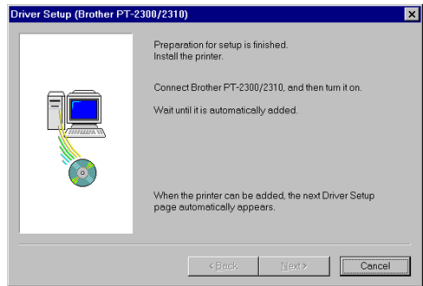 Driver Setup (Brother PT-2300/2310)
Preparation for setup is finished.
Install the printer.
Connect Brother PT-2300/2310, and then turn it on.
Wait until it is automatically added.
When the printer can be added, the next Driver Setup
page automatically appears.
< Back
Next >
Cancel